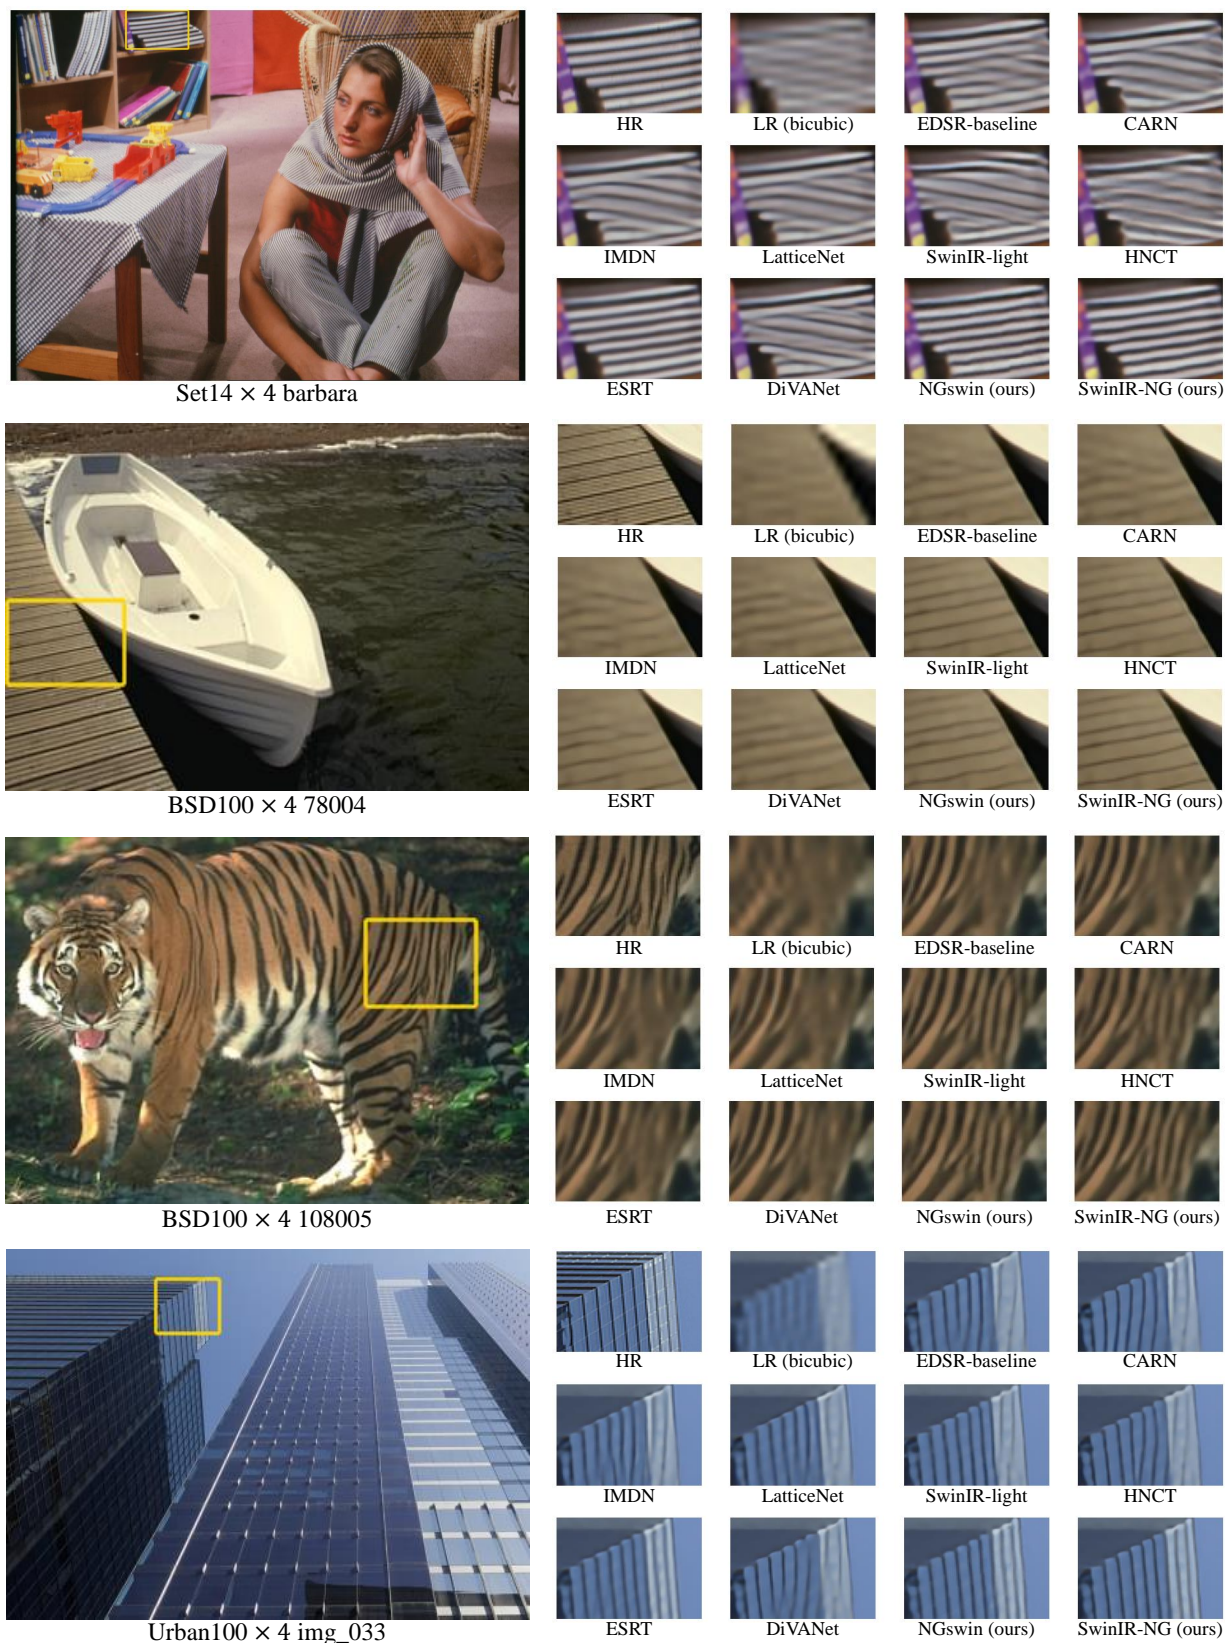 HR LR (bicubic) EDSR-baseline CARN
IMDN LatticeNet SwinIR-light HNCT
ESRT DiVANet NGswin (ours) SwinIR-NG (ours)
Set14 × 4 barbara
HR LR (bicubic) EDSR-baseline CARN
IMDN LatticeNet SwinIR-light HNCT
ESRT DiVANet NGswin (ours) SwinIR-NG (ours)
BSD100 × 4 78004
HR LR (bicubic) EDSR-baseline CARN
IMDN LatticeNet SwinIR-light HNCT
ESRT DiVANet NGswin (ours) SwinIR-NG (ours)
BSD100 × 4 108005
HR LR (bicubic) EDSR-baseline CARN
IMDN LatticeNet SwinIR-light HNCT
ESRT DiVANet NGswin (ours) SwinIR-NG (ours)
Urban100 × 4 img_033